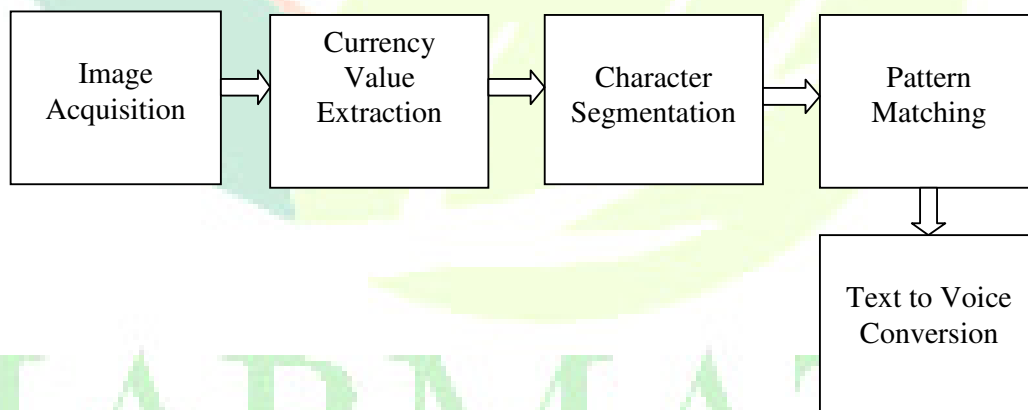 Image
Acquisition
Currency
Value
Extraction
Character
Segmentation
Pattern
Matching
Text to Voice
Conversion